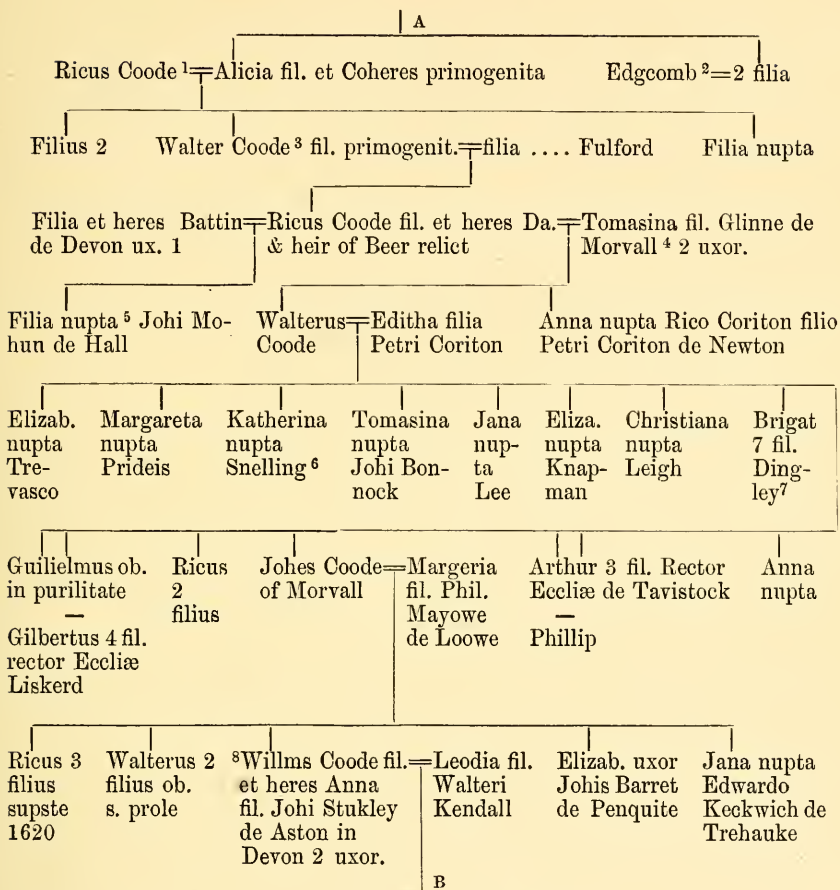 A
Ricus Coode ¹=Alicia fil. et Coheres primogenita Edgcomb ²=2 filia
Filius 2 Walter Coode ³ fil. primogenit.=filia .... Fulford Filia nupta
Filia et heres Battin=Ricus Coode fil. et heres Da.=Tomasina fil. Glinne de
de Devon ux. 1 & heir of Beer relict Morvall ⁴ 2 uxor.
Filia nupta ⁵ Johi Mo- Walterus=Editha filia Anna nupta Rico Coriton filio
hun de Hall Coode Petri Coriton Petri Coriton de Newton
Elizab. Margareta Katherina Tomasina Jana Eliza. Christiana Brigat
nupta nupta nupta nupta nup- nupta nupta 7 fil.
Tre- Prideis Snelling ⁶ Johi Bon- ta Knap- Leigh Ding-
vasco nock Lee man ley⁷
Guilielmus ob. Ricus Johes Coode=Margeria Arthur 3 fil. Rector Anna
in purilitate 2 of Morvall fil. Phil. Eccliæ de Tavistock nupta
— filius Mayowe —
Gilbertus 4 fil. de Loowe Phillip
rector Eccliæ
Liskerd
Ricus 3 Walterus 2 ⁸Willms Coode fil.=Leodia fil. Elizab. uxor Jana nupta
filius filius ob. et heres Anna Walteri Johis Barret Edwardo
supste s. prole fil. Johi Stukley Kendall de Penquite Keckwich de
1620 de Aston in Trehauke
Devon 2 uxor.
B